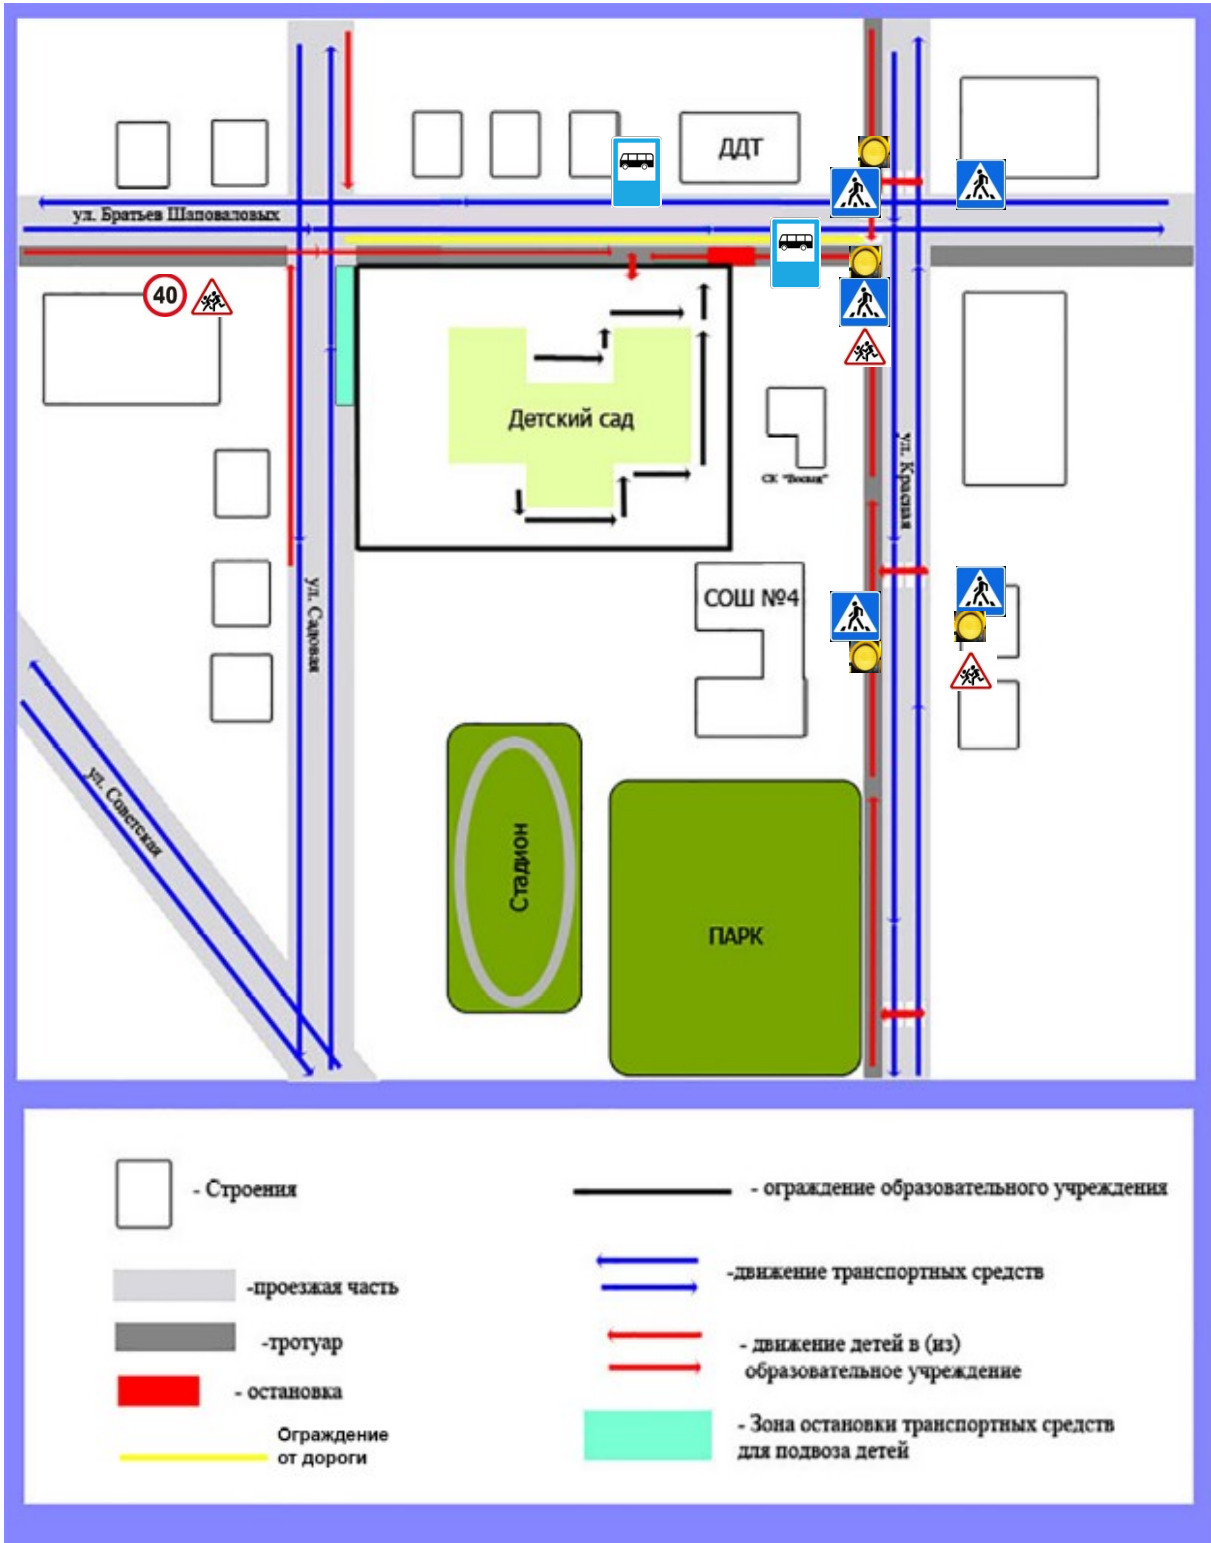 ДДТ
ул. Братьев Шаповаловых
40
Детский сад
СК "Восход"
ул. Красная
СОШ №4
ул. Садовая
ул. Советская
Стадион
ПАРК
- Строения
- ограждение образовательного учреждения
-проезжая часть
-движение транспортных средств
-тротуар
- движение детей в (из)
образовательное учреждение
- остановка
- Зона остановки транспортных средств
для подвоза детей
Ограждение
от дороги